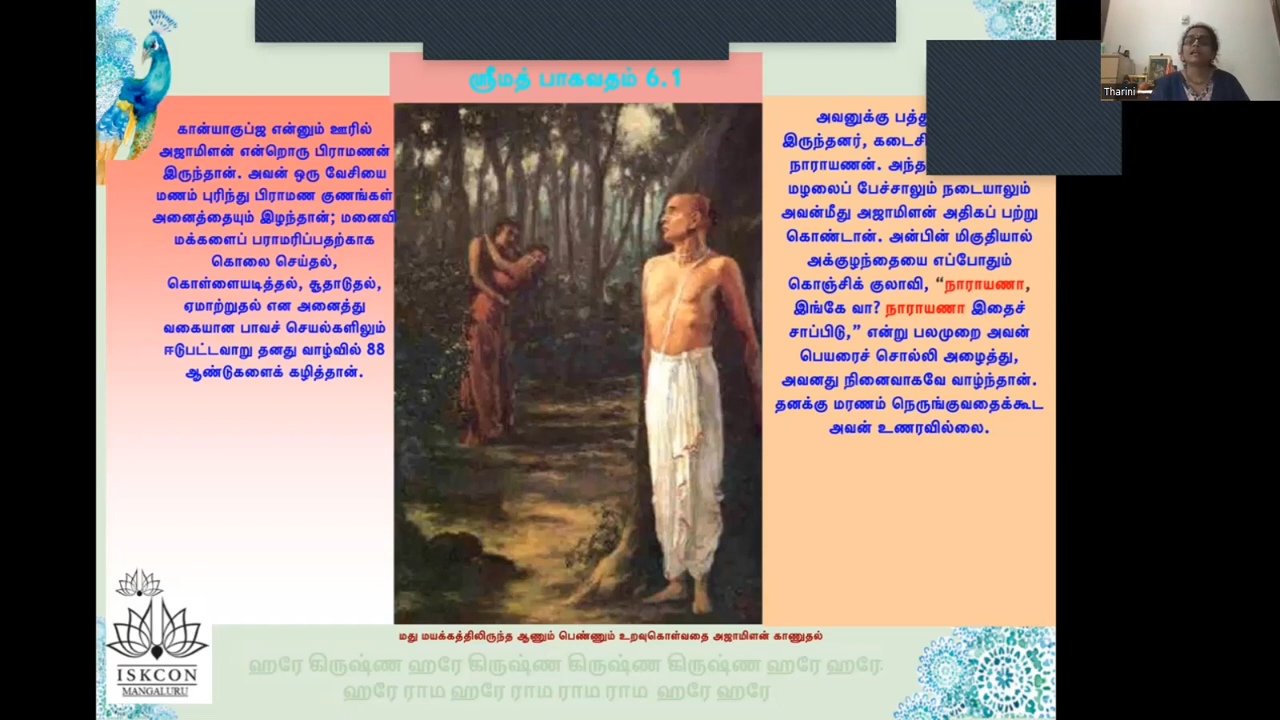 ஸ்ரீமத் பாகவதம் 6.1
கான்யாகுப்ஜ என்னும் ஊரில்
அஜாமிளன் என்றொரு பிராமணன்
இருந்தான். அவன் ஒரு வேசியை
மணம் புரிந்து பிராமண குணங்கள்
அனைத்தையும் இழந்தான்; மனைவி
மக்களைப் பராமரிப்பதற்காக
கொலை செய்தல்,
கொள்ளையடித்தல், சூதாடுதல்,
ஏமாற்றுதல் என அனைத்து
வகையான பாவச் செயல்களிலும்
ஈடுபட்டவாறு தனது வாழ்வில் 88
ஆண்டுகளைக் கழித்தான்.
அவனுக்கு
இருந்தனர்,
நாராயணன். அந்த
மழலைப் பேச்சாலும் நடையாலும்
அவன்மீது அஜாமிளன் அதிகப் பற்று
கொண்டான். அன்பின் மிகுதியால்
அக்குழந்தையை எப்போதும்
கொஞ்சிக் குலாவி, “நாராயணா,
இங்கே வா? நாராயணா இதைச்
சாப்பிடு,” என்று பலமுறை அவன்
பெயரைச் சொல்லி அழைத்து,
அவனது நினைவாகவே வாழ்ந்தான்.
தனக்கு மரணம் நெருங்குவதைக்கூட
அவன் உணரவில்லை.
மது மயக்கத்திலிருந்த ஆணும் பெண்ணும் உறவுகொள்வதை அஜாமிளன் காணுதல்
ஹரே கிருஷ்ண ஹரே கிருஷ்ண கிருஷ்ண கிருஷ்ண ஹரே ஹரே
ஹரே ராம ஹரே ராம ராம ராம ஹரே ஹரே
ISKCON
MANGALURU
Tharini